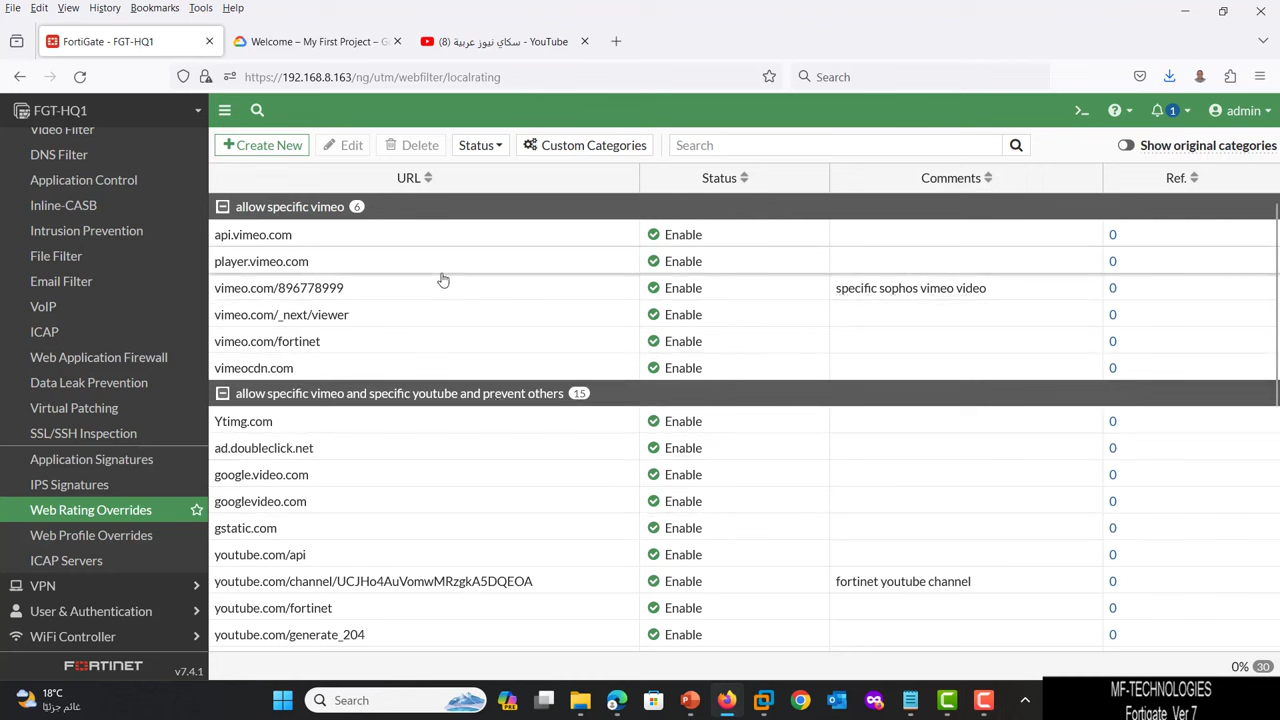 File Edit View History Bookmarks Tools Help
FortiGate - FGT-HQ1
Welcome – My First Project – G
(8) سكاي نيوز عربية - YouTube
https://192.168.8.163/ng/utm/webfilter/localrating
Search
FGT-HQ1
admin
1
Video Filter
DNS Filter
Application Control
Inline-CASB
Intrusion Prevention
File Filter
Email Filter
VoIP
ICAP
Web Application Firewall
Data Leak Prevention
Virtual Patching
SSL/SSH Inspection
Application Signatures
IPS Signatures
Web Rating Overrides
Web Profile Overrides
ICAP Servers
VPN
User & Authentication
WiFi Controller
FORTINET v7.4.1
+Create New Edit Delete Status Custom Categories Search Show original categories
URL Status Comments Ref.
allow specific vimeo 6
api.vimeo.com Enable 0
player.vimeo.com Enable 0
vimeo.com/896778999 Enable specific sophos vimeo video 0
vimeo.com/_next/viewer Enable 0
vimeo.com/fortinet Enable 0
vimeocdn.com Enable 0
allow specific vimeo and specific youtube and prevent others 15
Ytimg.com Enable 0
ad.doubleclick.net Enable 0
google.video.com Enable 0
googlevideo.com Enable 0
gstatic.com Enable 0
youtube.com/api Enable 0
youtube.com/channel/UCJHo4AuVomwMRzgkA5DQEOA Enable fortinet youtube channel 0
youtube.com/fortinet Enable 0
youtube.com/generate_204 Enable 0
0% 30
18°C
غائم جزئيًا
Search
MF-TECHNOLOGIES
Fortigate Ver 7